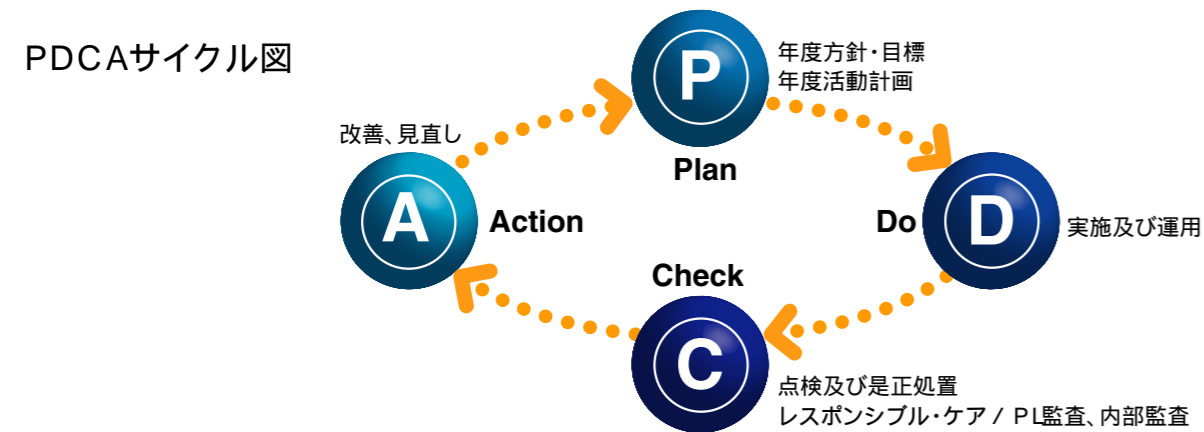 PDCAサイクル図
P
年度方針・目標
年度活動計画
Plan
改善、見直し
A
Action
Do
D
実施及び運用
Check
C
点検及び是正処置
レスポンシブル・ケア / PL監査、内部監査